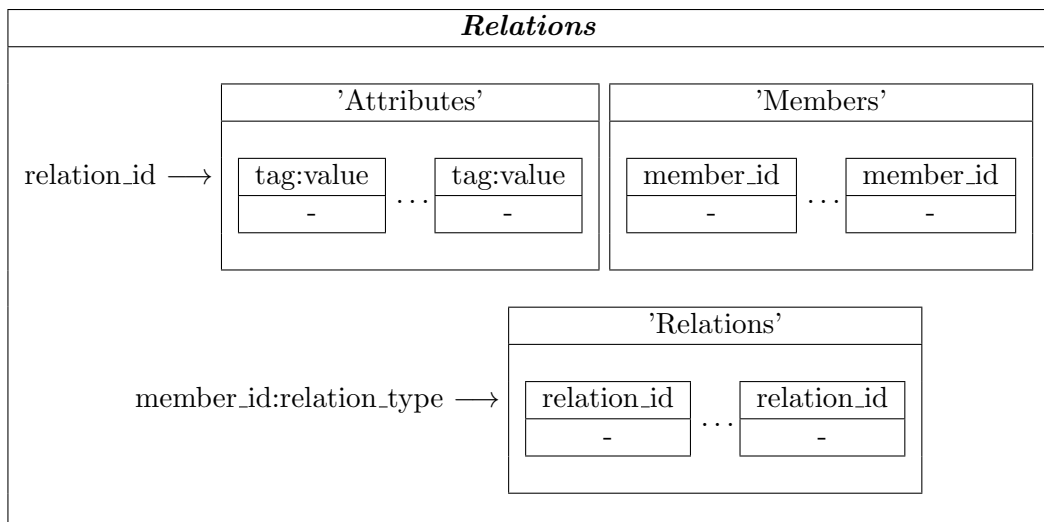 Relations
’Attributes’ ’Members’
relation_id ⟶ tag:value ... tag:value member_id ... member_id
- - - -
’Relations’
member_id:relation_type ⟶ relation_id ... relation_id
- -